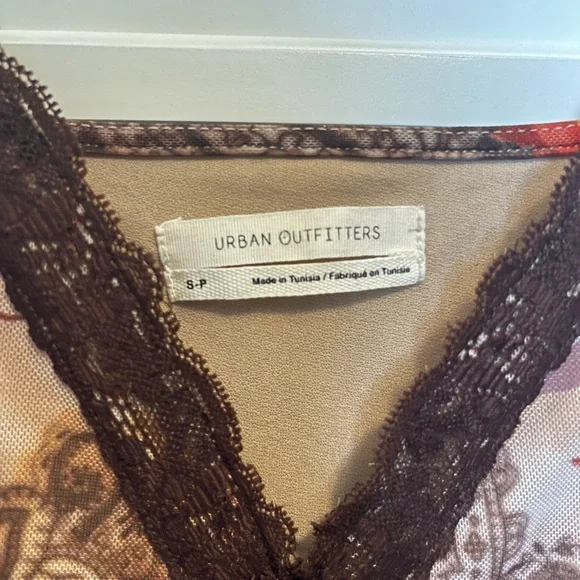 URBAN OUTFITTERS
S-P Made in Tunisia / Fabriqué en Tunisie